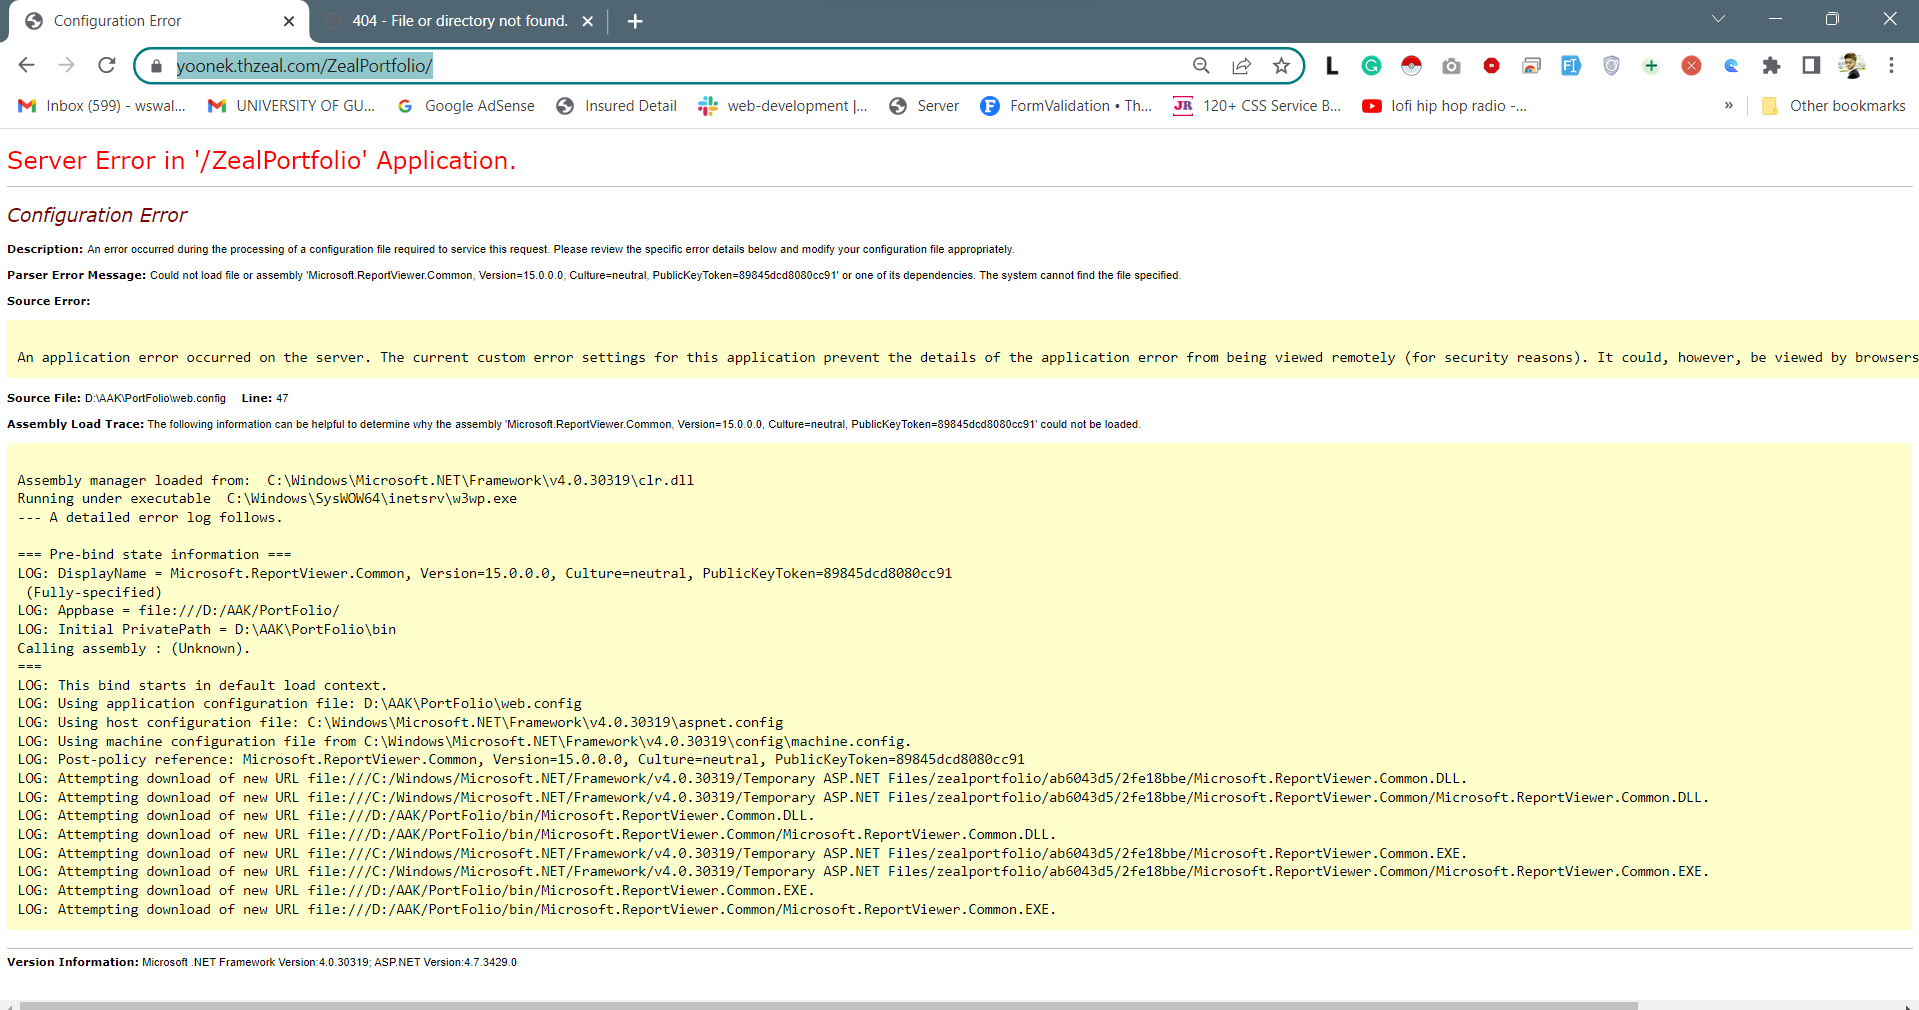 Configuration Error
404 - File or directory not found.
yoonek.thzeal.com/ZealPortfolio/
Inbox (599) - wswal...
UNIVERSITY OF GU...
Google AdSense
Insured Detail
web-development |...
Server
FormValidation • Th...
JR 120+ CSS Service B...
lofi hip hop radio -...
»
Other bookmarks
Server Error in '/ZealPortfolio' Application.
Configuration Error
Description: An error occurred during the processing of a configuration file required to service this request. Please review the specific error details below and modify your configuration file appropriately.
Parser Error Message: Could not load file or assembly 'Microsoft.ReportViewer.Common, Version=15.0.0.0, Culture=neutral, PublicKeyToken=89845dcd8080cc91' or one of its dependencies. The system cannot find the file specified.
Source Error:
An application error occurred on the server. The current custom error settings for this application prevent the details of the application error from being viewed remotely (for security reasons). It could, however, be viewed by browsers
Source File: D:\AAK\PortFolio\web.config Line: 47
Assembly Load Trace: The following information can be helpful to determine why the assembly 'Microsoft.ReportViewer.Common, Version=15.0.0.0, Culture=neutral, PublicKeyToken=89845dcd8080cc91' could not be loaded.
Assembly manager loaded from:  C:\Windows\Microsoft.NET\Framework\v4.0.30319\clr.dll
Running under executable  C:\Windows\SysWOW64\inetsrv\w3wp.exe
--- A detailed error log follows.
=== Pre-bind state information ===
LOG: DisplayName = Microsoft.ReportViewer.Common, Version=15.0.0.0, Culture=neutral, PublicKeyToken=89845dcd8080cc91
(Fully-specified)
LOG: Appbase = file:///D:/AAK/PortFolio/
LOG: Initial PrivatePath = D:\AAK\PortFolio\bin
Calling assembly : (Unknown).
===
LOG: This bind starts in default load context.
LOG: Using application configuration file: D:\AAK\PortFolio\web.config
LOG: Using host configuration file: C:\Windows\Microsoft.NET\Framework\v4.0.30319\aspnet.config
LOG: Using machine configuration file from C:\Windows\Microsoft.NET\Framework\v4.0.30319\config\machine.config.
LOG: Post-policy reference: Microsoft.ReportViewer.Common, Version=15.0.0.0, Culture=neutral, PublicKeyToken=89845dcd8080cc91
LOG: Attempting download of new URL file:///C:/Windows/Microsoft.NET/Framework/v4.0.30319/Temporary ASP.NET Files/zealportfolio/ab6043d5/2fe18bbe/Microsoft.ReportViewer.Common.DLL.
LOG: Attempting download of new URL file:///C:/Windows/Microsoft.NET/Framework/v4.0.30319/Temporary ASP.NET Files/zealportfolio/ab6043d5/2fe18bbe/Microsoft.ReportViewer.Common/Microsoft.ReportViewer.Common.DLL.
LOG: Attempting download of new URL file:///D:/AAK/PortFolio/bin/Microsoft.ReportViewer.Common.DLL.
LOG: Attempting download of new URL file:///D:/AAK/PortFolio/bin/Microsoft.ReportViewer.Common/Microsoft.ReportViewer.Common.DLL.
LOG: Attempting download of new URL file:///C:/Windows/Microsoft.NET/Framework/v4.0.30319/Temporary ASP.NET Files/zealportfolio/ab6043d5/2fe18bbe/Microsoft.ReportViewer.Common.EXE.
LOG: Attempting download of new URL file:///C:/Windows/Microsoft.NET/Framework/v4.0.30319/Temporary ASP.NET Files/zealportfolio/ab6043d5/2fe18bbe/Microsoft.ReportViewer.Common/Microsoft.ReportViewer.Common.EXE.
LOG: Attempting download of new URL file:///D:/AAK/PortFolio/bin/Microsoft.ReportViewer.Common.EXE.
LOG: Attempting download of new URL file:///D:/AAK/PortFolio/bin/Microsoft.ReportViewer.Common/Microsoft.ReportViewer.Common.EXE.
Version Information: Microsoft .NET Framework Version:4.0.30319; ASP.NET Version:4.7.3429.0